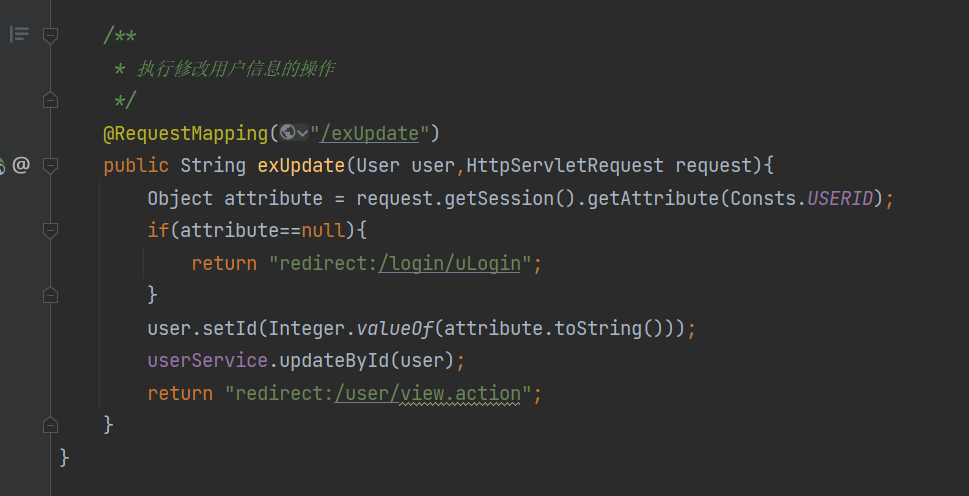 /**
 * 执行修改用户信息的操作
 */
@RequestMapping("/exUpdate")
public String exUpdate(User user,HttpServletRequest request){
    Object attribute = request.getSession().getAttribute(Consts.USERID);
    if(attribute==null){
        return "redirect:/login/uLogin";
    }
    user.setId(Integer.valueOf(attribute.toString()));
    userService.updateById(user);
    return "redirect:/user/view.action";
}
}